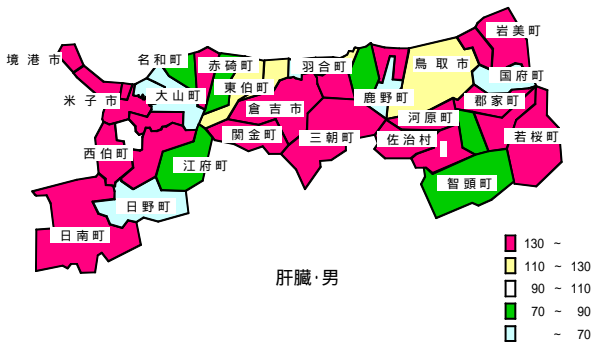 岩美町
境港市
名和町
赤碕町
羽合町
鳥取市
国府町
東伯町
米子市
大山町
鹿野町
郡家町
倉吉市
河原町
関金町
三朝町
佐治村
若桜町
西伯町
江府町
智頭町
日野町
日南町
肝臓・男
130 ~
110 ~ 130
90 ~ 110
70 ~ 90
~ 70